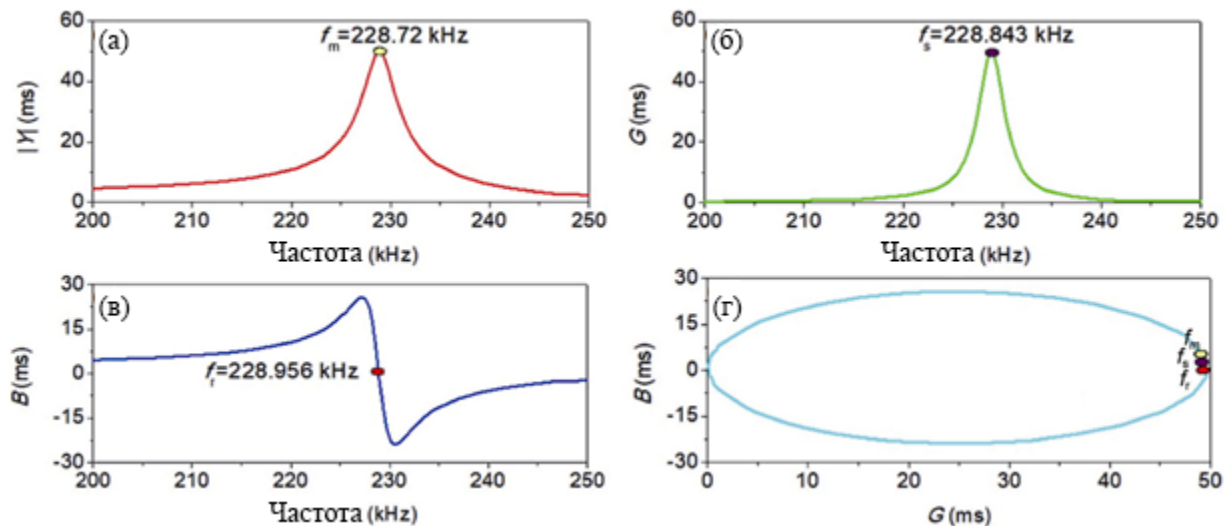 (а)
f_m=228.72 kHz
60
40
20
0
|Y| (ms)
200 210 220 230 240 250
Частота (kHz)
(б)
f_s=228.843 kHz
60
40
20
0
G (ms)
200 210 220 230 240 250
Частота (kHz)
(в)
f_r=228.956 kHz
30
15
0
-15
-30
B (ms)
200 210 220 230 240 250
Частота (kHz)
(г)
f_m
f_s
f_r
30
15
0
-15
-30
B (ms)
0 10 20 30 40 50
G (ms)